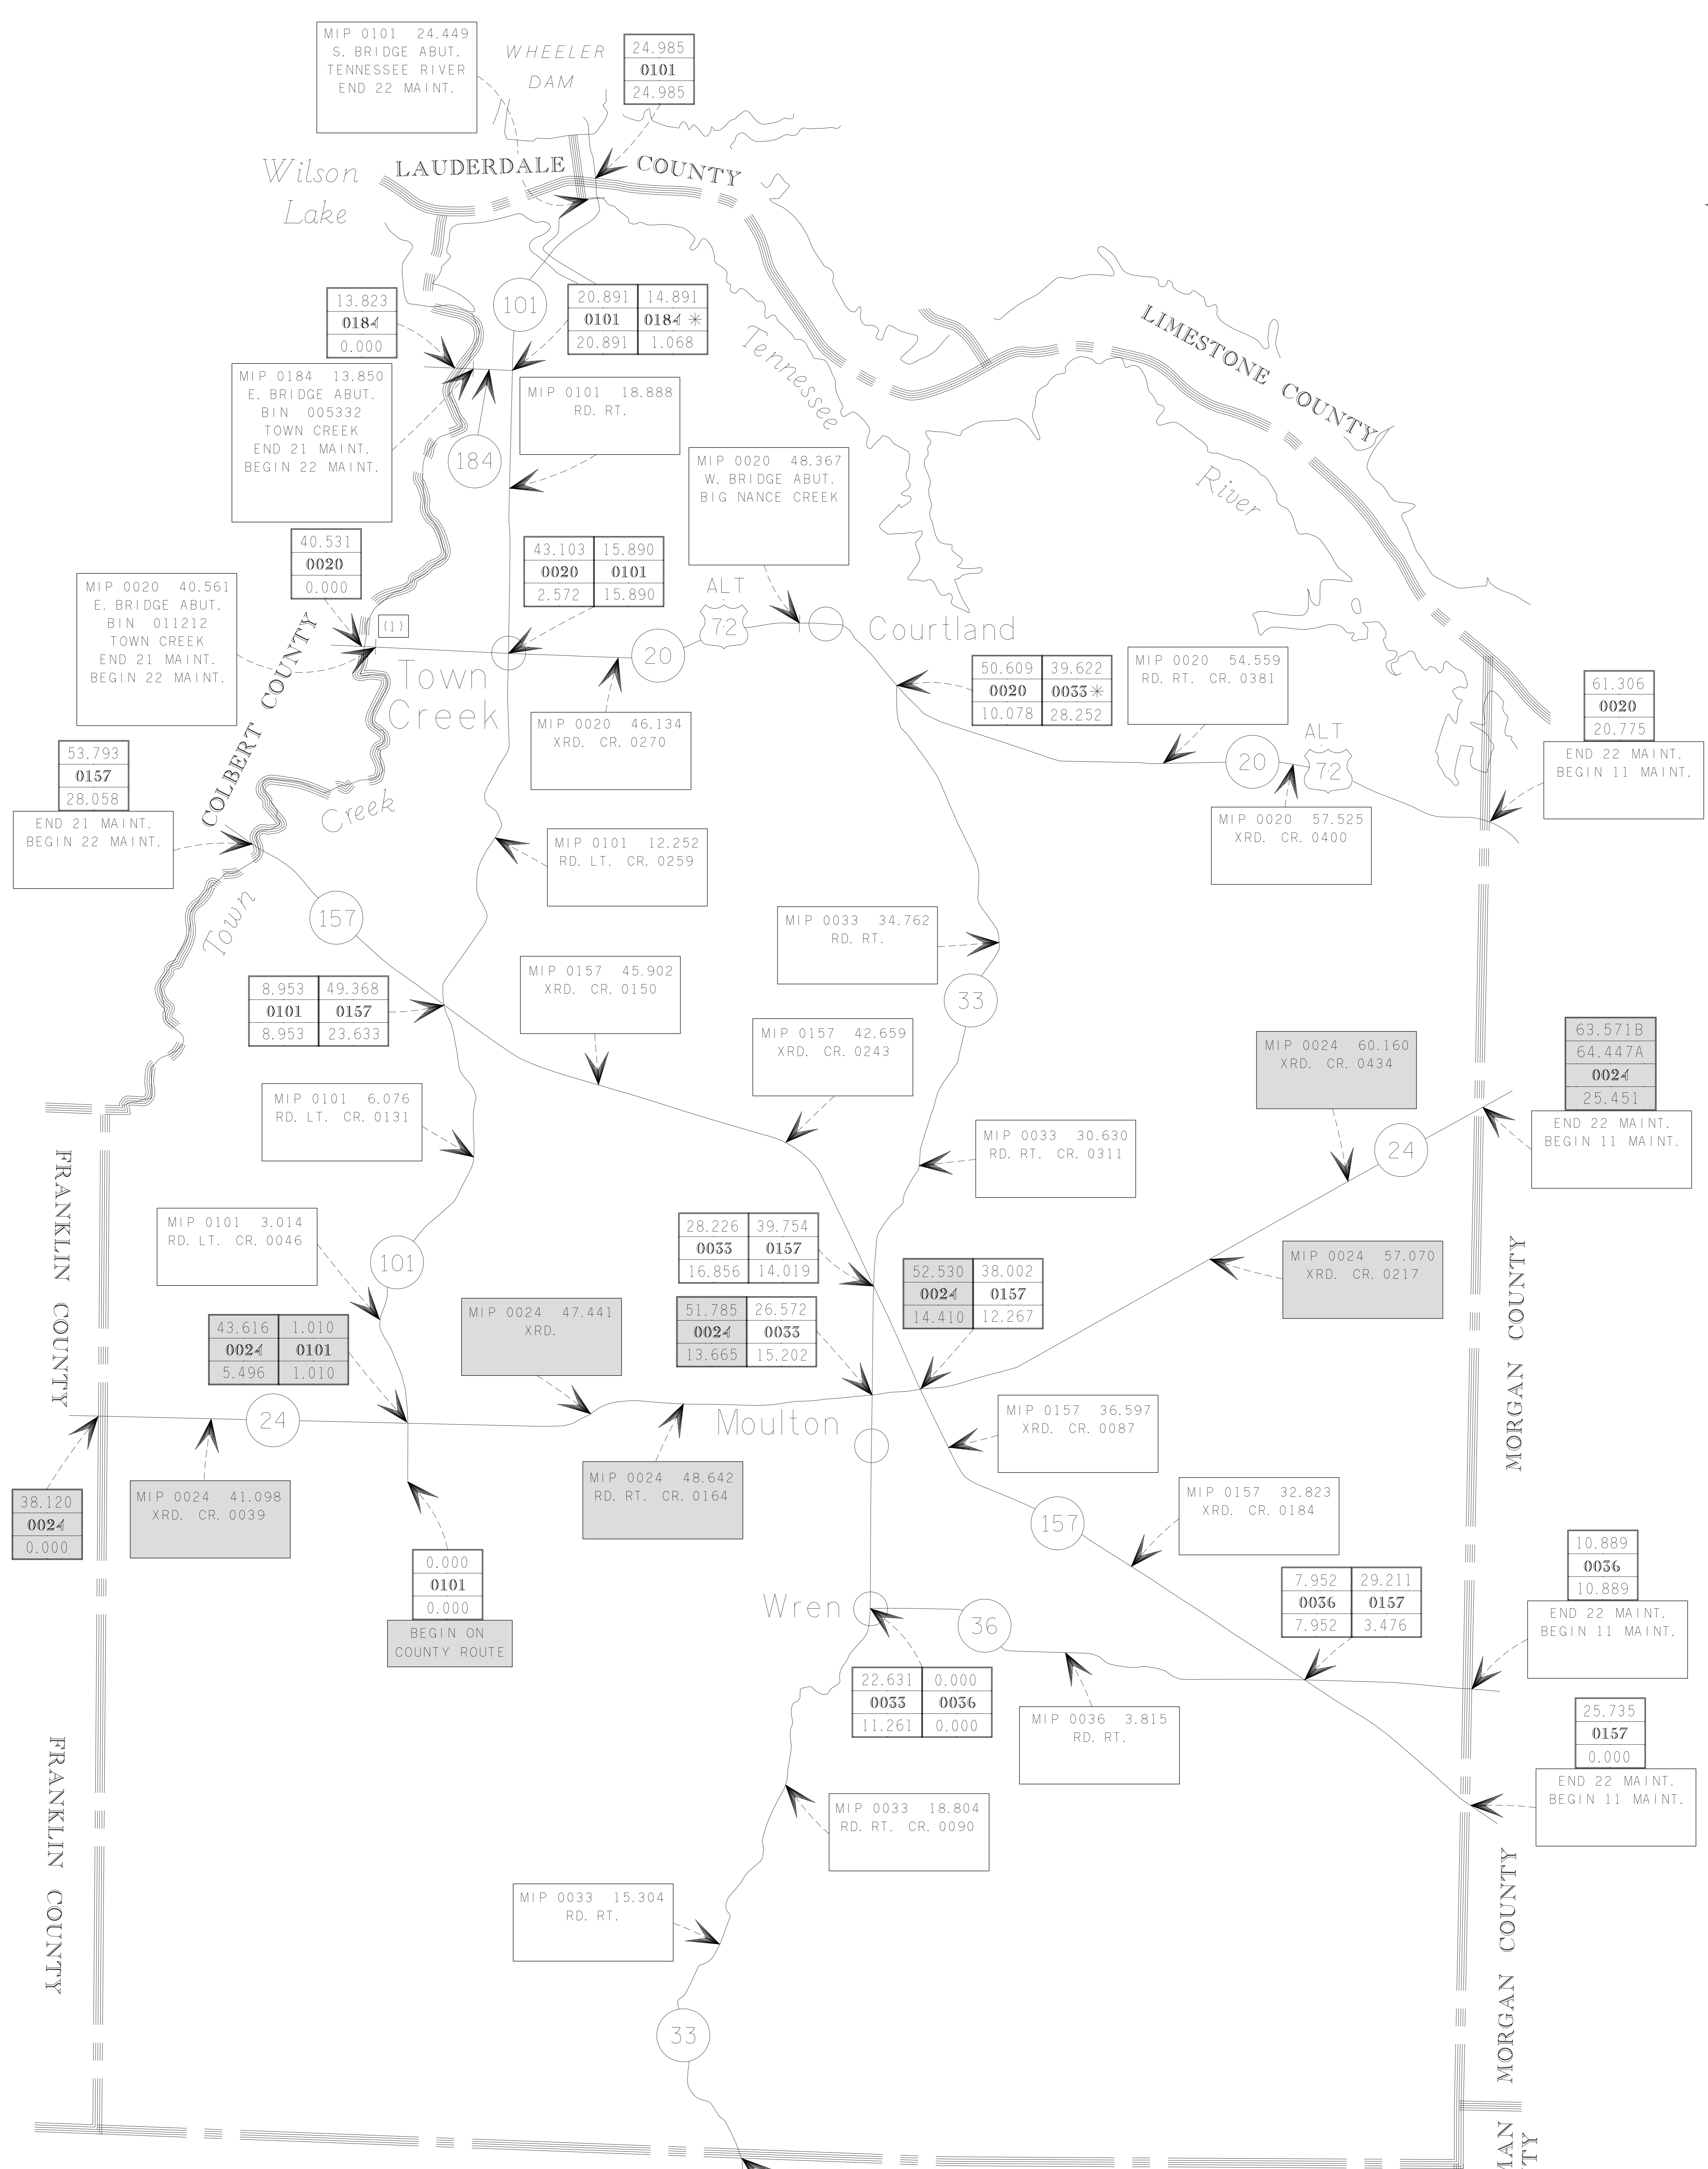 MIP 0101 24.449
S. BRIDGE ABUT.
TENNESSEE RIVER
END 22 MAINT.
WHEELER
DAM
24.985
0101
24.985
Wilson
Lake
LAUDERDALE COUNTY
13.823
0184
0.000
101
20.891 14.891
0101 0184 *
20.891 1.068
MIP 0184 13.850
E. BRIDGE ABUT.
BIN 005332
TOWN CREEK
END 21 MAINT.
BEGIN 22 MAINT.
184
MIP 0101 18.888
RD. RT.
Tennessee
River
LIMESTONE COUNTY
MIP 0020 48.367
W. BRIDGE ABUT.
BIG NANCE CREEK
40.531
0020
0.000
43.103 15.890
0020 0101
2.572 15.890
MIP 0020 40.561
E. BRIDGE ABUT.
BIN 011212
TOWN CREEK
END 21 MAINT.
BEGIN 22 MAINT.
(1)
ALT
72
20
Courtland
Town
Creek
COLBERT COUNTY
50.609 39.622
0020 0033 *
10.078 28.252
MIP 0020 54.559
RD. RT. CR. 0381
61.306
0020
20.775
END 22 MAINT.
BEGIN 11 MAINT.
MIP 0020 46.134
XRD. CR. 0270
53.793
0157
28.058
END 21 MAINT.
BEGIN 22 MAINT.
20
ALT
72
MIP 0020 57.525
XRD. CR. 0400
Town
Creek
MIP 0101 12.252
RD. LT. CR. 0259
157
MIP 0033 34.762
RD. RT.
33
8.953 49.368
0101 0157
8.953 23.633
MIP 0157 45.902
XRD. CR. 0150
MIP 0157 42.659
XRD. CR. 0243
MIP 0024 60.160
XRD. CR. 0434
63.571B
64.447A
0024
25.451
END 22 MAINT.
BEGIN 11 MAINT.
MIP 0101 6.076
RD. LT. CR. 0131
MIP 0033 30.630
RD. RT. CR. 0311
24
FRANKLIN COUNTY
MIP 0101 3.014
RD. LT. CR. 0046
101
28.226 39.754
0033 0157
16.856 14.019
52.530 38.002
0024 0157
14.410 12.267
MIP 0024 57.070
XRD. CR. 0217
MORGAN COUNTY
43.616 1.010
0024 0101
5.496 1.010
MIP 0024 47.441
XRD.
51.785 26.572
0024 0033
13.665 15.202
24
Moulton
MIP 0157 36.597
XRD. CR. 0087
38.120
0024
0.000
MIP 0024 41.098
XRD. CR. 0039
MIP 0024 48.642
RD. RT. CR. 0164
MIP 0157 32.823
XRD. CR. 0184
157
0.000
0101
0.000
BEGIN ON
COUNTY ROUTE
Wren
36
7.952 29.211
0036 0157
7.952 3.476
10.889
0036
10.889
END 22 MAINT.
BEGIN 11 MAINT.
22.631 0.000
0033 0036
11.261 0.000
MIP 0036 3.815
RD. RT.
25.735
0157
0.000
END 22 MAINT.
BEGIN 11 MAINT.
FRANKLIN COUNTY
MIP 0033 18.804
RD. RT. CR. 0090
MORGAN COUNTY
MIP 0033 15.304
RD. RT.
33